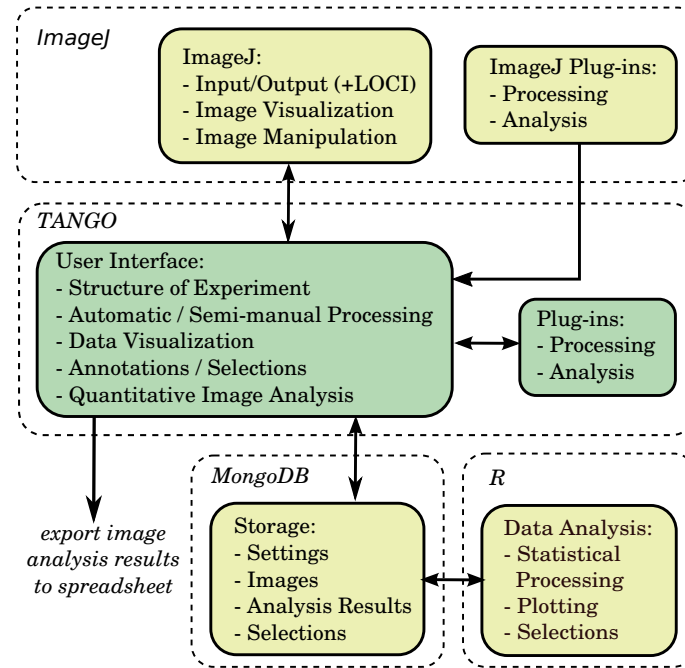 ImageJ
ImageJ:
- Input/Output (+LOCI)
- Image Visualization
- Image Manipulation
ImageJ Plug-ins:
- Processing
- Analysis
TANGO
User Interface:
- Structure of Experiment
- Automatic / Semi-manual Processing
- Data Visualization
- Annotations / Selections
- Quantitative Image Analysis
Plug-ins:
- Processing
- Analysis
export image
analysis results
to spreadsheet
MongoDB
Storage:
- Settings
- Images
- Analysis Results
- Selections
R
Data Analysis:
- Statistical
Processing
- Plotting
- Selections